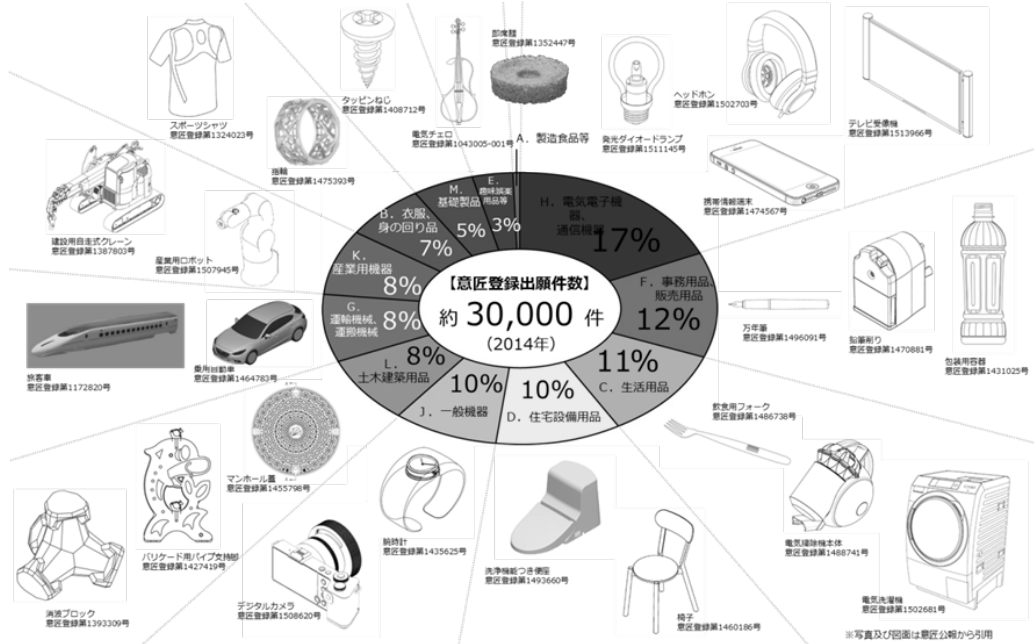 即席麺
意匠登録第1352447号
タッピンねじ
意匠登録第1408712号
ヘッドホン
意匠登録第1502703号
スポーツシャツ
意匠登録第1324023号
テレビ受像機
意匠登録第1513966号
電気チェロ
意匠登録第1043005-001号
A．製造食品等
発光ダイオードランプ
意匠登録第1511145号
指輪
意匠登録第1475393号
携帯情報端末
意匠登録第1474567号
建設用自走式クレーン
意匠登録第1387803号
産業用ロボット
意匠登録第1507945号
E．
趣味娯楽
用品等
3%
M．
基礎製品
5%
B．衣服、
身の回り品
7%
K．
産業用機器
8%
G．
運輸機械、
運搬機械
8%
L．
土木建築用品
8%
J．一般機器
10%
D．住宅設備用品
10%
C．生活用品
11%
F．事務用品、
販売用品
12%
H．電気電子機
器、
通信機器
17%
【意匠登録出願件数】
約 30,000 件
（2014年）
旅客車
意匠登録第1172820号
乗用自動車
意匠登録第1464783号
万年筆
意匠登録第1496091号
鉛筆削り
意匠登録第1470881号
包装用容器
意匠登録第1431025号
飲食用フォーク
意匠登録第1486738号
マンホール蓋
意匠登録第1455798号
バリケード用パイプ支持脚
意匠登録第1427419号
腕時計
意匠登録第1435625号
洗浄機能つき便座
意匠登録第1493660号
電気掃除機本体
意匠登録第1488741号
消波ブロック
意匠登録第1393309号
デジタルカメラ
意匠登録第1508620号
椅子
意匠登録第1460186号
電気洗濯機
意匠登録第1502681号
※写真及び図面は意匠公報から引用